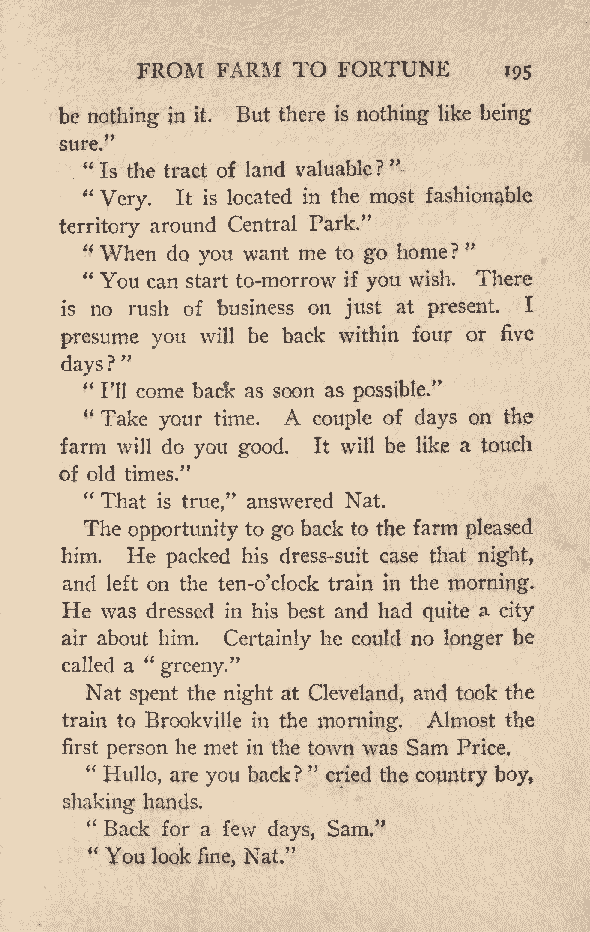 FROM FARM TO FORTUNE 195
be nothing in it. But there is nothing like being
sure."
"Is the tract of land valuable?"
"Very. It is located in the most fashionable
territory around Central Park."
"When do you want me to go home?"
"You can start to-morrow if you wish. There
is no rush of business on just at present. I
presume you will be back within four or five
days?"
"I'll come back as soon as possible."
"Take your time. A couple of days on the
farm will do you good. It will be like a touch
of old times."
"That is true," answered Nat.
The opportunity to go back to the farm pleased
him. He packed his dress-suit case that night,
and left on the ten-o'clock train in the morning.
He was dressed in his best and had quite a city
air about him. Certainly he could no longer be
called a "greeny."
Nat spent the night at Cleveland, and took the
train to Brookville in the morning. Almost the
first person he met in the town was Sam Price.
"Hullo, are you back?" cried the country boy,
shaking hands.
"Back for a few days, Sam."
"You look fine, Nat."